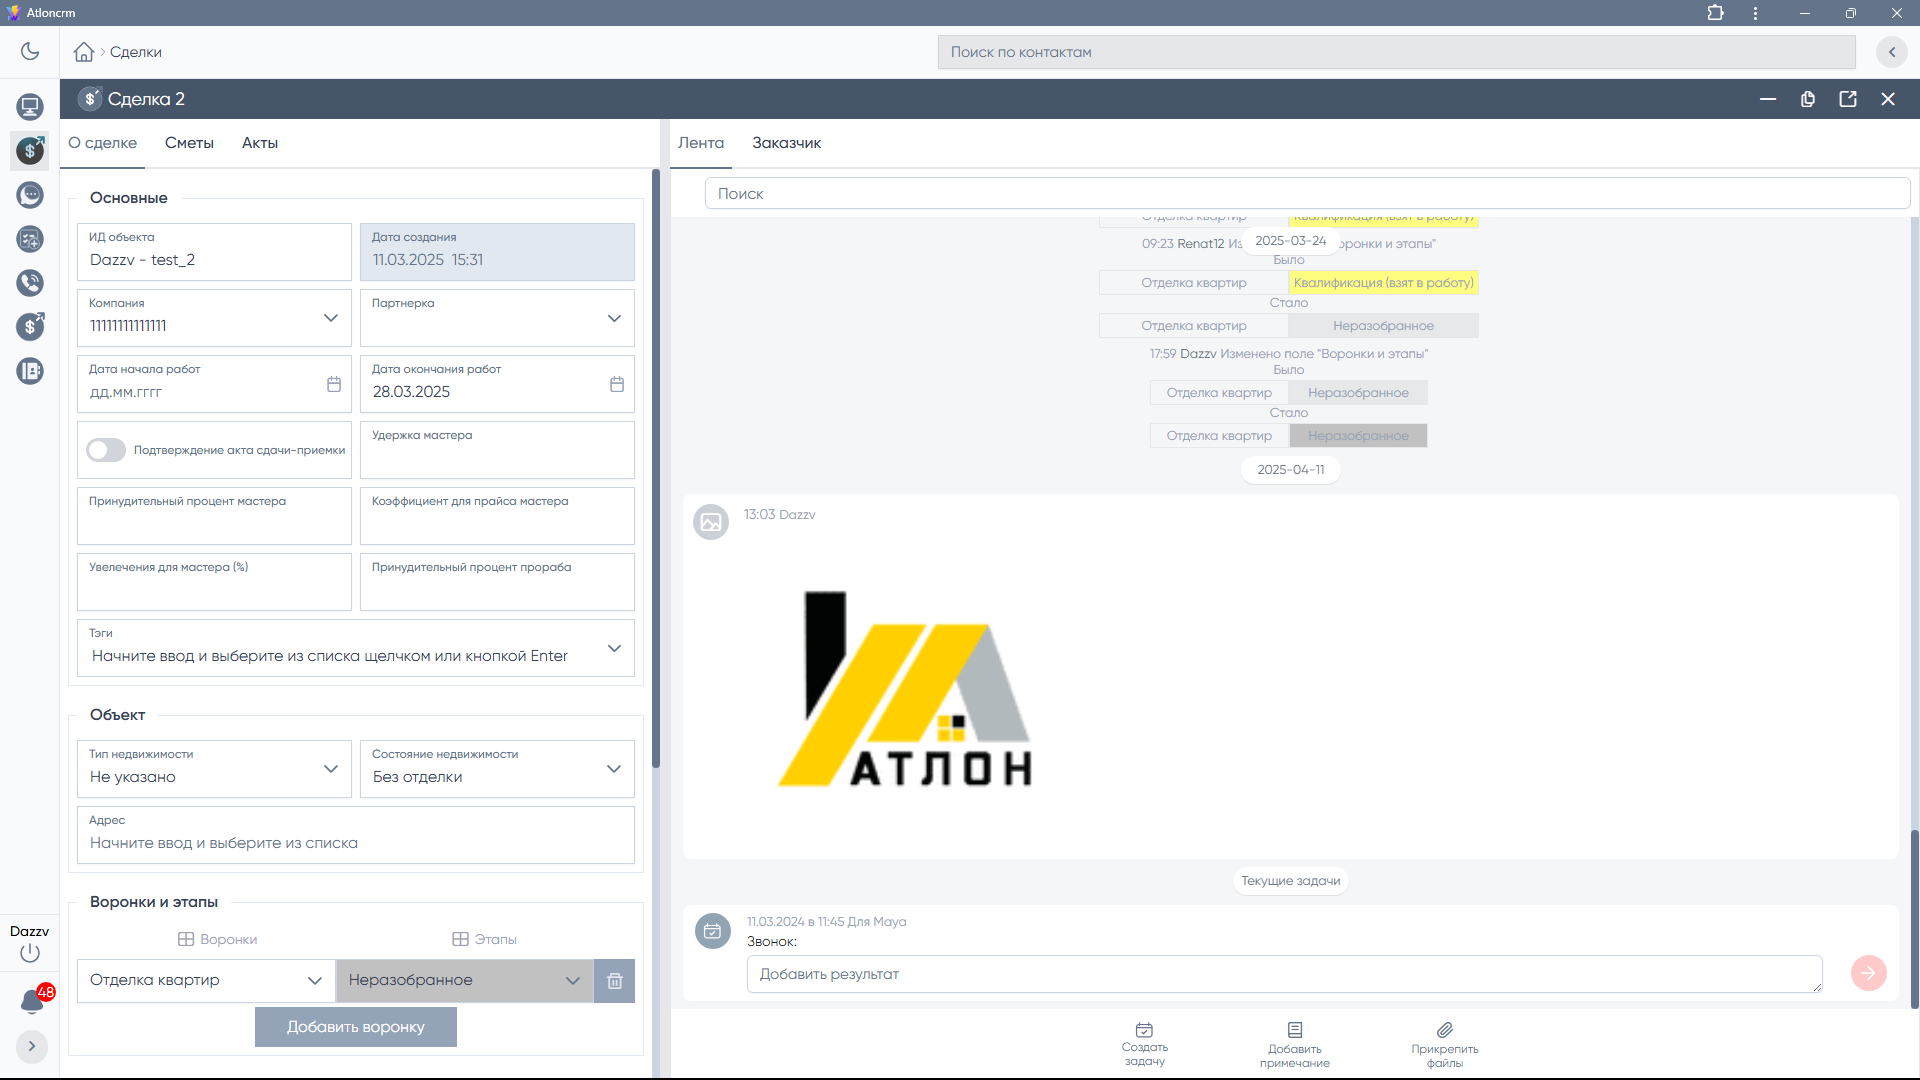 Atloncrm
Сделки
Поиск по контактам
Сделка 2
О сделке Сметы Акты
Лента Заказчик
Основные
ИД объекта
Dazzv - test_2
Дата создания
11.03.2025 15:31
Компания
11111111111111
Партнерка
Дата начала работ
ДД.ММ.ГГГГ
Дата окончания работ
28.03.2025
Подтверждение акта сдачи-приемки
Удержка мастера
Принудительный процент мастера
Коэффициент для прайса мастера
Увелечения для мастера (%)
Принудительный процент прораба
Тэги
Начните ввод и выберите из списка щелчком или кнопкой Enter
Объект
Тип недвижимости
Не указано
Состояние недвижимости
Без отделки
Адрес
Начните ввод и выберите из списка
Воронки и этапы
Воронки Этапы
Отделка квартир Неразобранное
Добавить воронку
Dazzv
48
Поиск
Отделка квартир Квалификация (взят в работу)
09:23 Renat12 Из
2025-03-24
оронки и этапы"
Было
Отделка квартир Квалификация (взят в работу)
Стало
Отделка квартир Неразобранное
17:59 Dazzv Изменено поле "Воронки и этапы"
Было
Отделка квартир Неразобранное
Стало
Отделка квартир Неразобранное
2025-04-11
13:03 Dazzv
АТЛОН
Текущие задачи
11.03.2024 в 11:45 Для Maya
Звонок:
Добавить результат
Создать
задачу
Добавить
примечание
Прикрепить
файлы